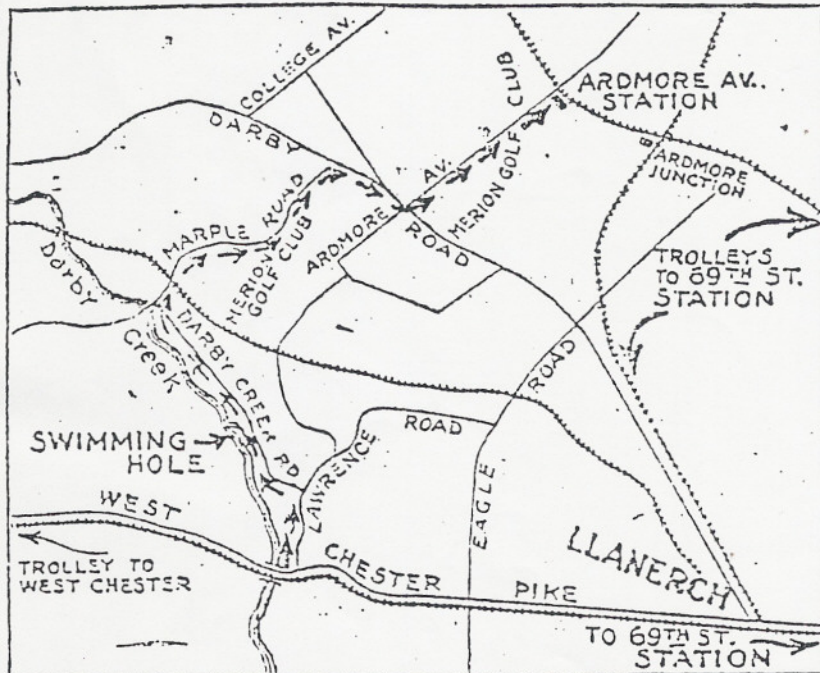 COLLEGE AV.
DARBY
ROAD
ARDMORE AV.
STATION
MERION GOLF CLUB
ARDMORE
JUNCTION
ARDMORE AV.
MARPLE ROAD
MERION
GOLF CLUB
TROLLEYS
TO 69TH ST.
STATION
Darby
Creek
DARBY CREEK RD
SWIMMING
HOLE
LAWRENCE
ROAD
EAGLE
ROAD
WEST
CHESTER
PIKE
TROLLEY TO
WEST CHESTER
LLANERCH
TO 69TH ST.
STATION